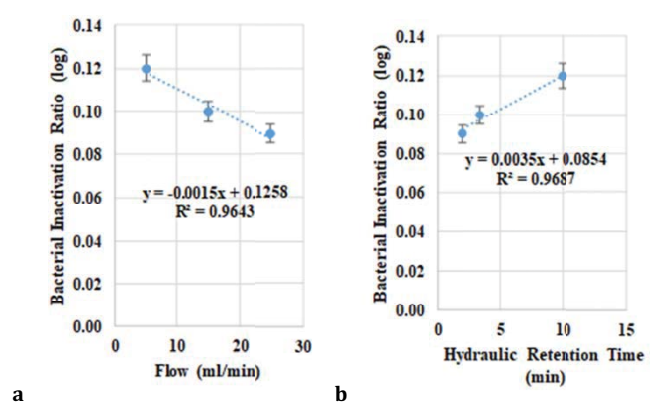 a
Bacterial Inactivation Ratio (log)
0.14
0.12
0.10
0.08
0.06
0.04
0.02
0.00
y = -0.0015x + 0.1258
R² = 0.9643
0 10 20 30
Flow (ml/min)
b
Bacterial Inactivation Ratio (log)
0.14
0.12
0.10
0.08
0.06
0.04
0.02
0.00
y = 0.0035x + 0.0854
R² = 0.9687
0 5 10 15
Hydraulic Retention Time
(min)